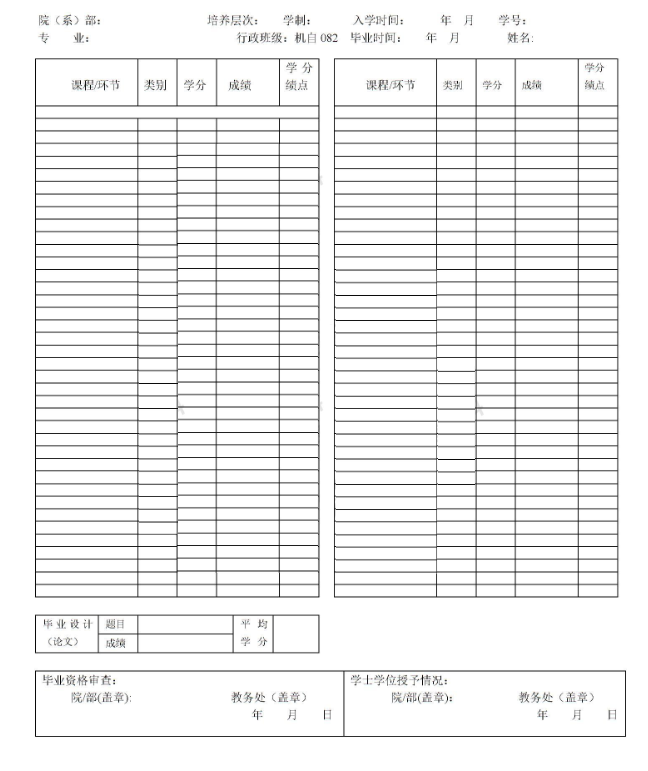 院（系）部： 培养层次： 学制： 入学时间： 年 月 学号：
专 业： 行政班级：机自 082 毕业时间： 年 月 姓名:
课程/环节 类别 学分 成绩 学 分 绩点 课程/环节 类别 学分 成绩 学分 绩点
毕 业 设 计 题目 平 均
（论文） 成绩 学 分
毕业资格审查： 学士学位授予情况：
院/部(盖章): 教务处（盖章） 院/部(盖章): 教务处（盖章）
年 月 日 年 月 日